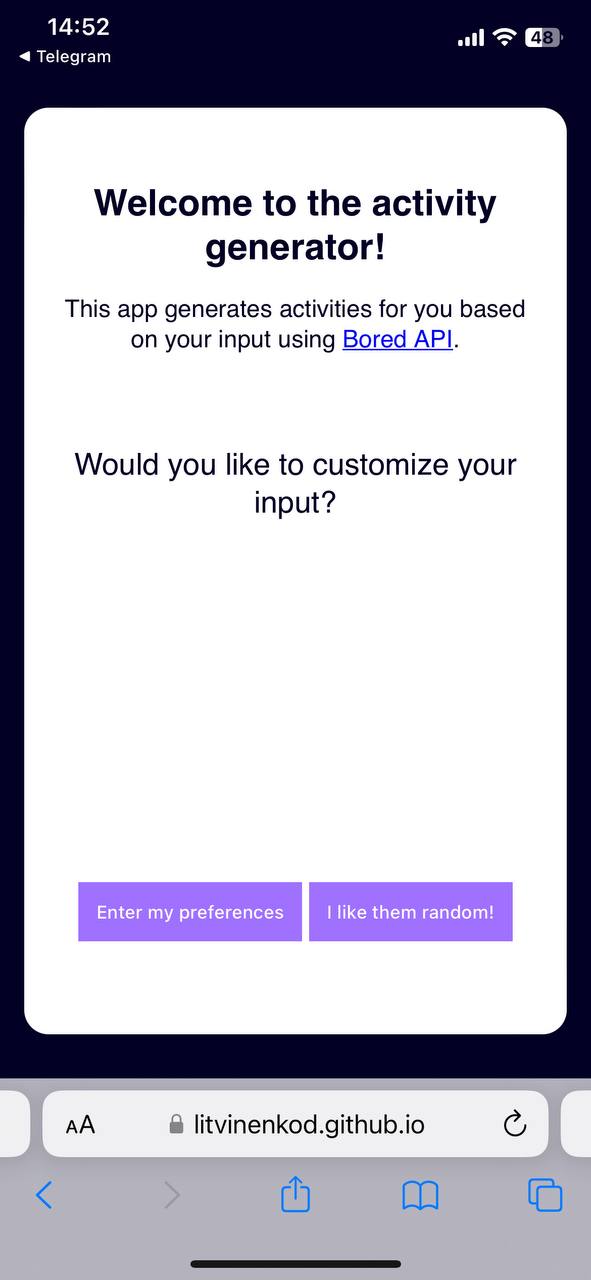 14:52
48
◀ Telegram
Welcome to the activity
generator!
This app generates activities for you based
on your input using Bored API.
Would you like to customize your
input?
Enter my preferences
I like them random!
AA
litvinenkod.github.io